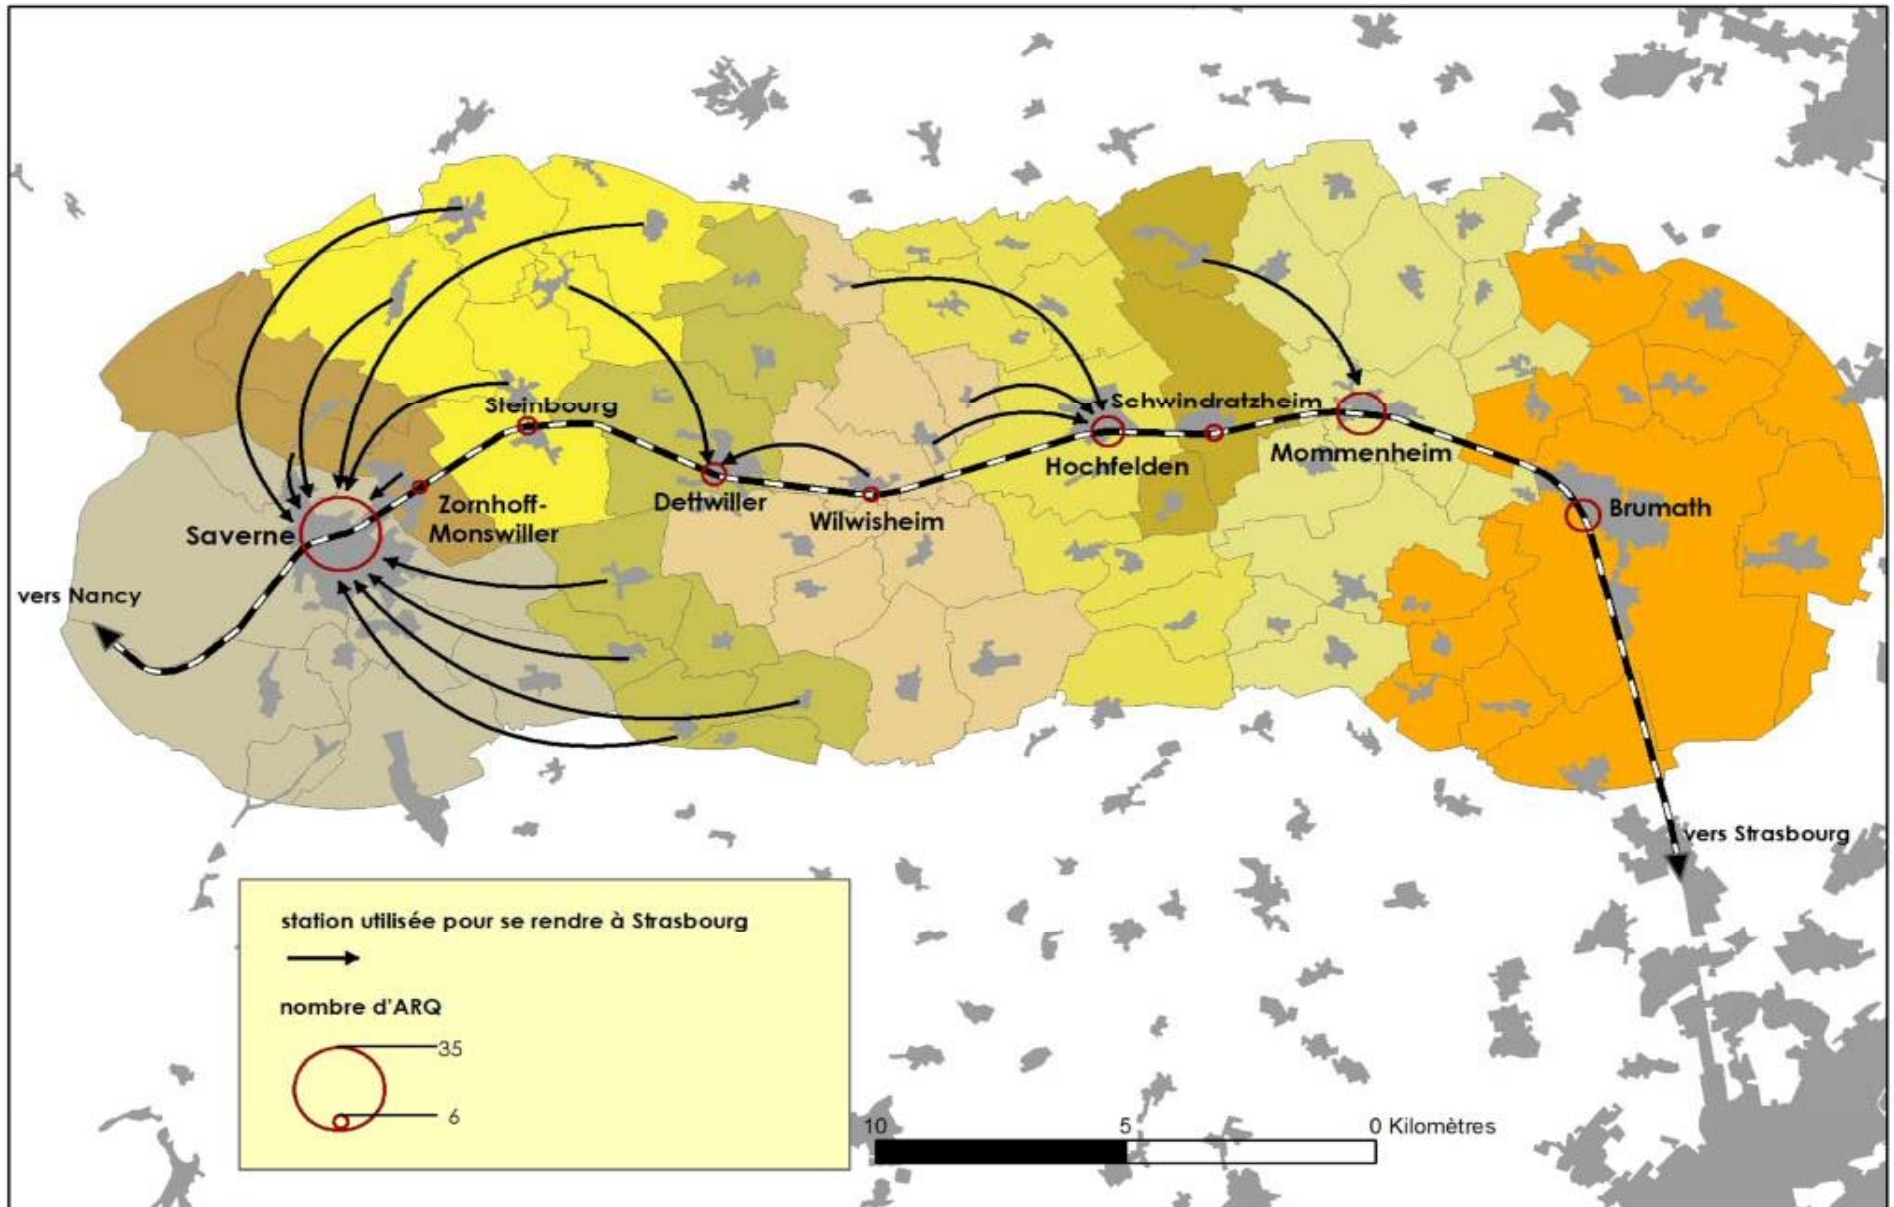 Steinbourg
Schwindratzheim
Mommenheim
Hochfelden
Dettwiller
Zornhoff-
Monswiller
Wilwisheim
Brumath
Saverne
vers Nancy
vers Strasbourg
station utilisée pour se rendre à Strasbourg
nombre d'ARQ
35
6
10 5 0 Kilomètres